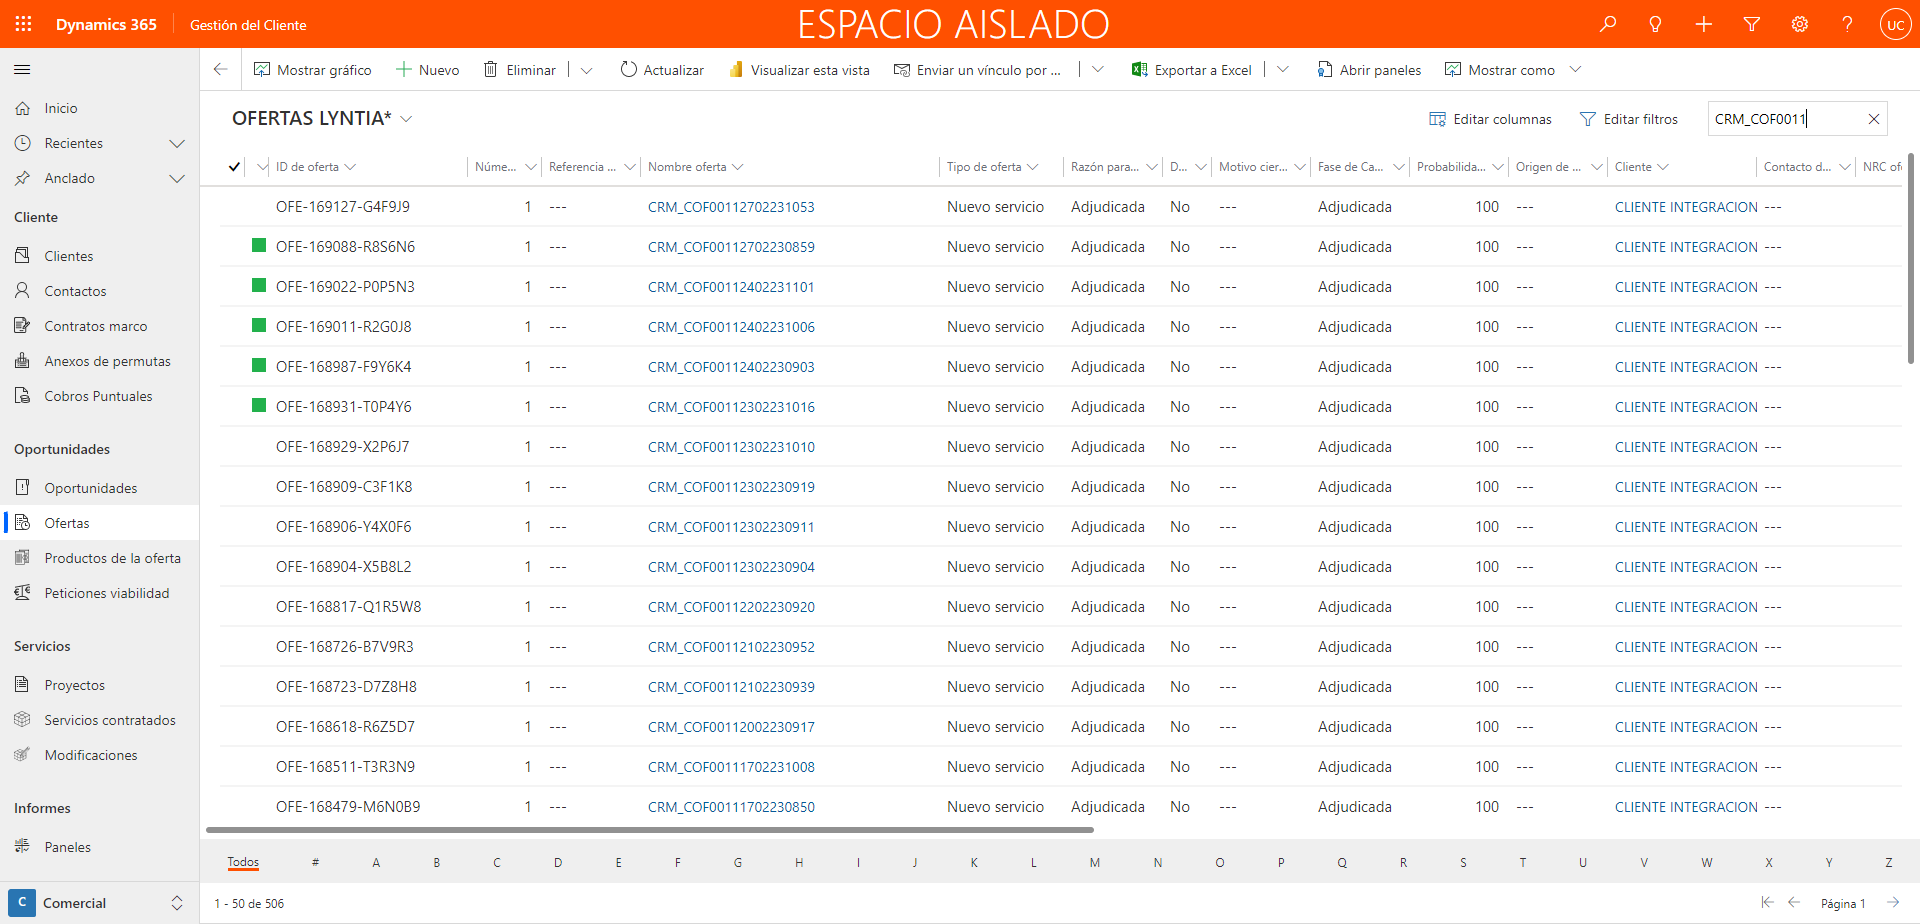 Dynamics 365 Gestión del Cliente ESPACIO AISLADO ? UC
Mostrar gráfico Nuevo Eliminar Actualizar Visualizar esta vista Enviar un vínculo por ... Exportar a Excel Abrir paneles Mostrar como
OFERTAS LYNTIA* Editar columnas Editar filtros CRM_COF0011
Inicio
Recientes
Anclado
Cliente
Clientes
Contactos
Contratos marco
Anexos de permutas
Cobros Puntuales
Oportunidades
Oportunidades
Ofertas
Productos de la oferta
Peticiones viabilidad
Servicios
Proyectos
Servicios contratados
Modificaciones
Informes
Paneles
C Comercial
ID de oferta Núme... Referencia ... Nombre oferta Tipo de oferta Razón para... D... Motivo cier... Fase de Ca... Probabilida... Origen de ... Cliente Contacto d... NRC of
OFE-169127-G4F9J9 1 --- CRM_COF00112702231053 Nuevo servicio Adjudicada No --- Adjudicada 100 --- CLIENTE INTEGRACION ---
OFE-169088-R8S6N6 1 --- CRM_COF00112702230859 Nuevo servicio Adjudicada No --- Adjudicada 100 --- CLIENTE INTEGRACION ---
OFE-169022-P0P5N3 1 --- CRM_COF00112402231101 Nuevo servicio Adjudicada No --- Adjudicada 100 --- CLIENTE INTEGRACION ---
OFE-169011-R2G0J8 1 --- CRM_COF00112402231006 Nuevo servicio Adjudicada No --- Adjudicada 100 --- CLIENTE INTEGRACION ---
OFE-168987-F9Y6K4 1 --- CRM_COF00112402230903 Nuevo servicio Adjudicada No --- Adjudicada 100 --- CLIENTE INTEGRACION ---
OFE-168931-T0P4Y6 1 --- CRM_COF00112302231016 Nuevo servicio Adjudicada No --- Adjudicada 100 --- CLIENTE INTEGRACION ---
OFE-168929-X2P6J7 1 --- CRM_COF00112302231010 Nuevo servicio Adjudicada No --- Adjudicada 100 --- CLIENTE INTEGRACION ---
OFE-168909-C3F1K8 1 --- CRM_COF00112302230919 Nuevo servicio Adjudicada No --- Adjudicada 100 --- CLIENTE INTEGRACION ---
OFE-168906-Y4X0F6 1 --- CRM_COF00112302230911 Nuevo servicio Adjudicada No --- Adjudicada 100 --- CLIENTE INTEGRACION ---
OFE-168904-X5B8L2 1 --- CRM_COF00112302230904 Nuevo servicio Adjudicada No --- Adjudicada 100 --- CLIENTE INTEGRACION ---
OFE-168817-Q1R5W8 1 --- CRM_COF00112202230920 Nuevo servicio Adjudicada No --- Adjudicada 100 --- CLIENTE INTEGRACION ---
OFE-168726-B7V9R3 1 --- CRM_COF00112102230952 Nuevo servicio Adjudicada No --- Adjudicada 100 --- CLIENTE INTEGRACION ---
OFE-168723-D7Z8H8 1 --- CRM_COF00112102230939 Nuevo servicio Adjudicada No --- Adjudicada 100 --- CLIENTE INTEGRACION ---
OFE-168618-R6Z5D7 1 --- CRM_COF00112002230917 Nuevo servicio Adjudicada No --- Adjudicada 100 --- CLIENTE INTEGRACION ---
OFE-168511-T3R3N9 1 --- CRM_COF00111702231008 Nuevo servicio Adjudicada No --- Adjudicada 100 --- CLIENTE INTEGRACION ---
OFE-168479-M6N0B9 1 --- CRM_COF00111702230850 Nuevo servicio Adjudicada No --- Adjudicada 100 --- CLIENTE INTEGRACION ---
Todos # A B C D E F G H I J K L M N O P Q R S T U V W X Y Z
1 - 50 de 506 Página 1